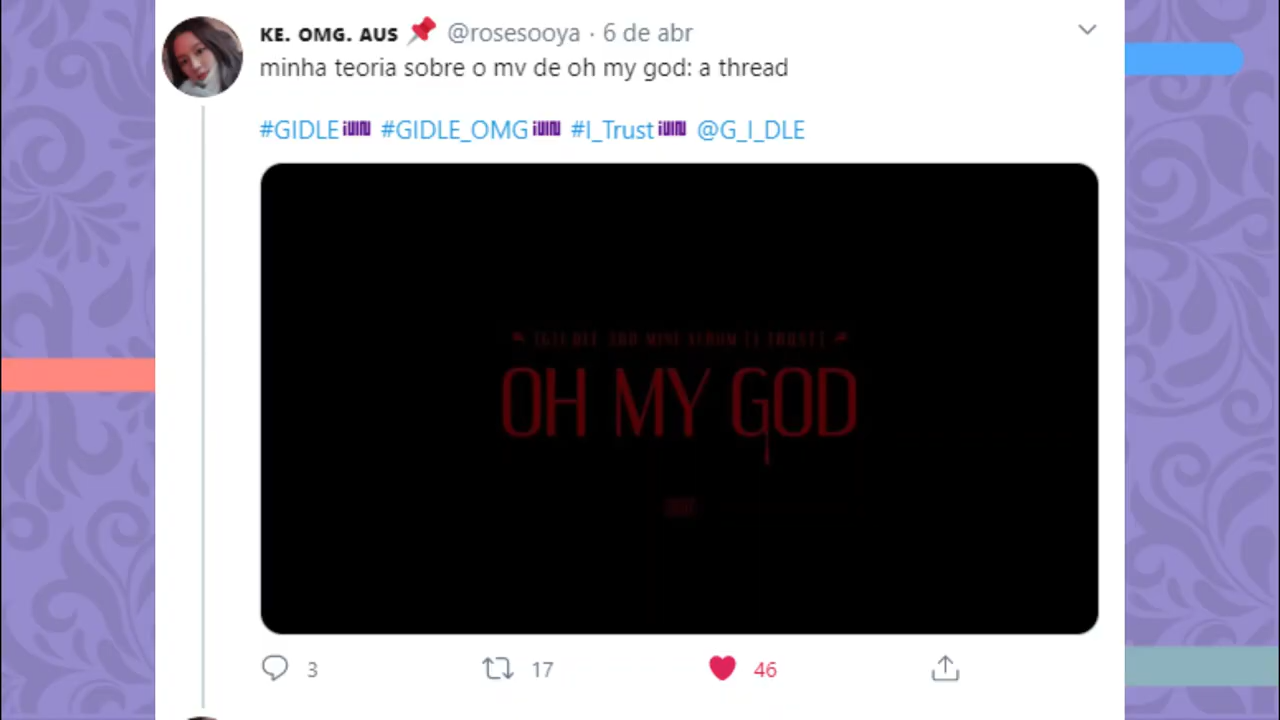 KE. OMG. AUS 📌 @rosesooya · 6 de abr
minha teoria sobre o mv de oh my god: a thread
#GIDLE #GIDLE_OMG #I_Trust @G_I_DLE
OH MY GOD
3 17 46